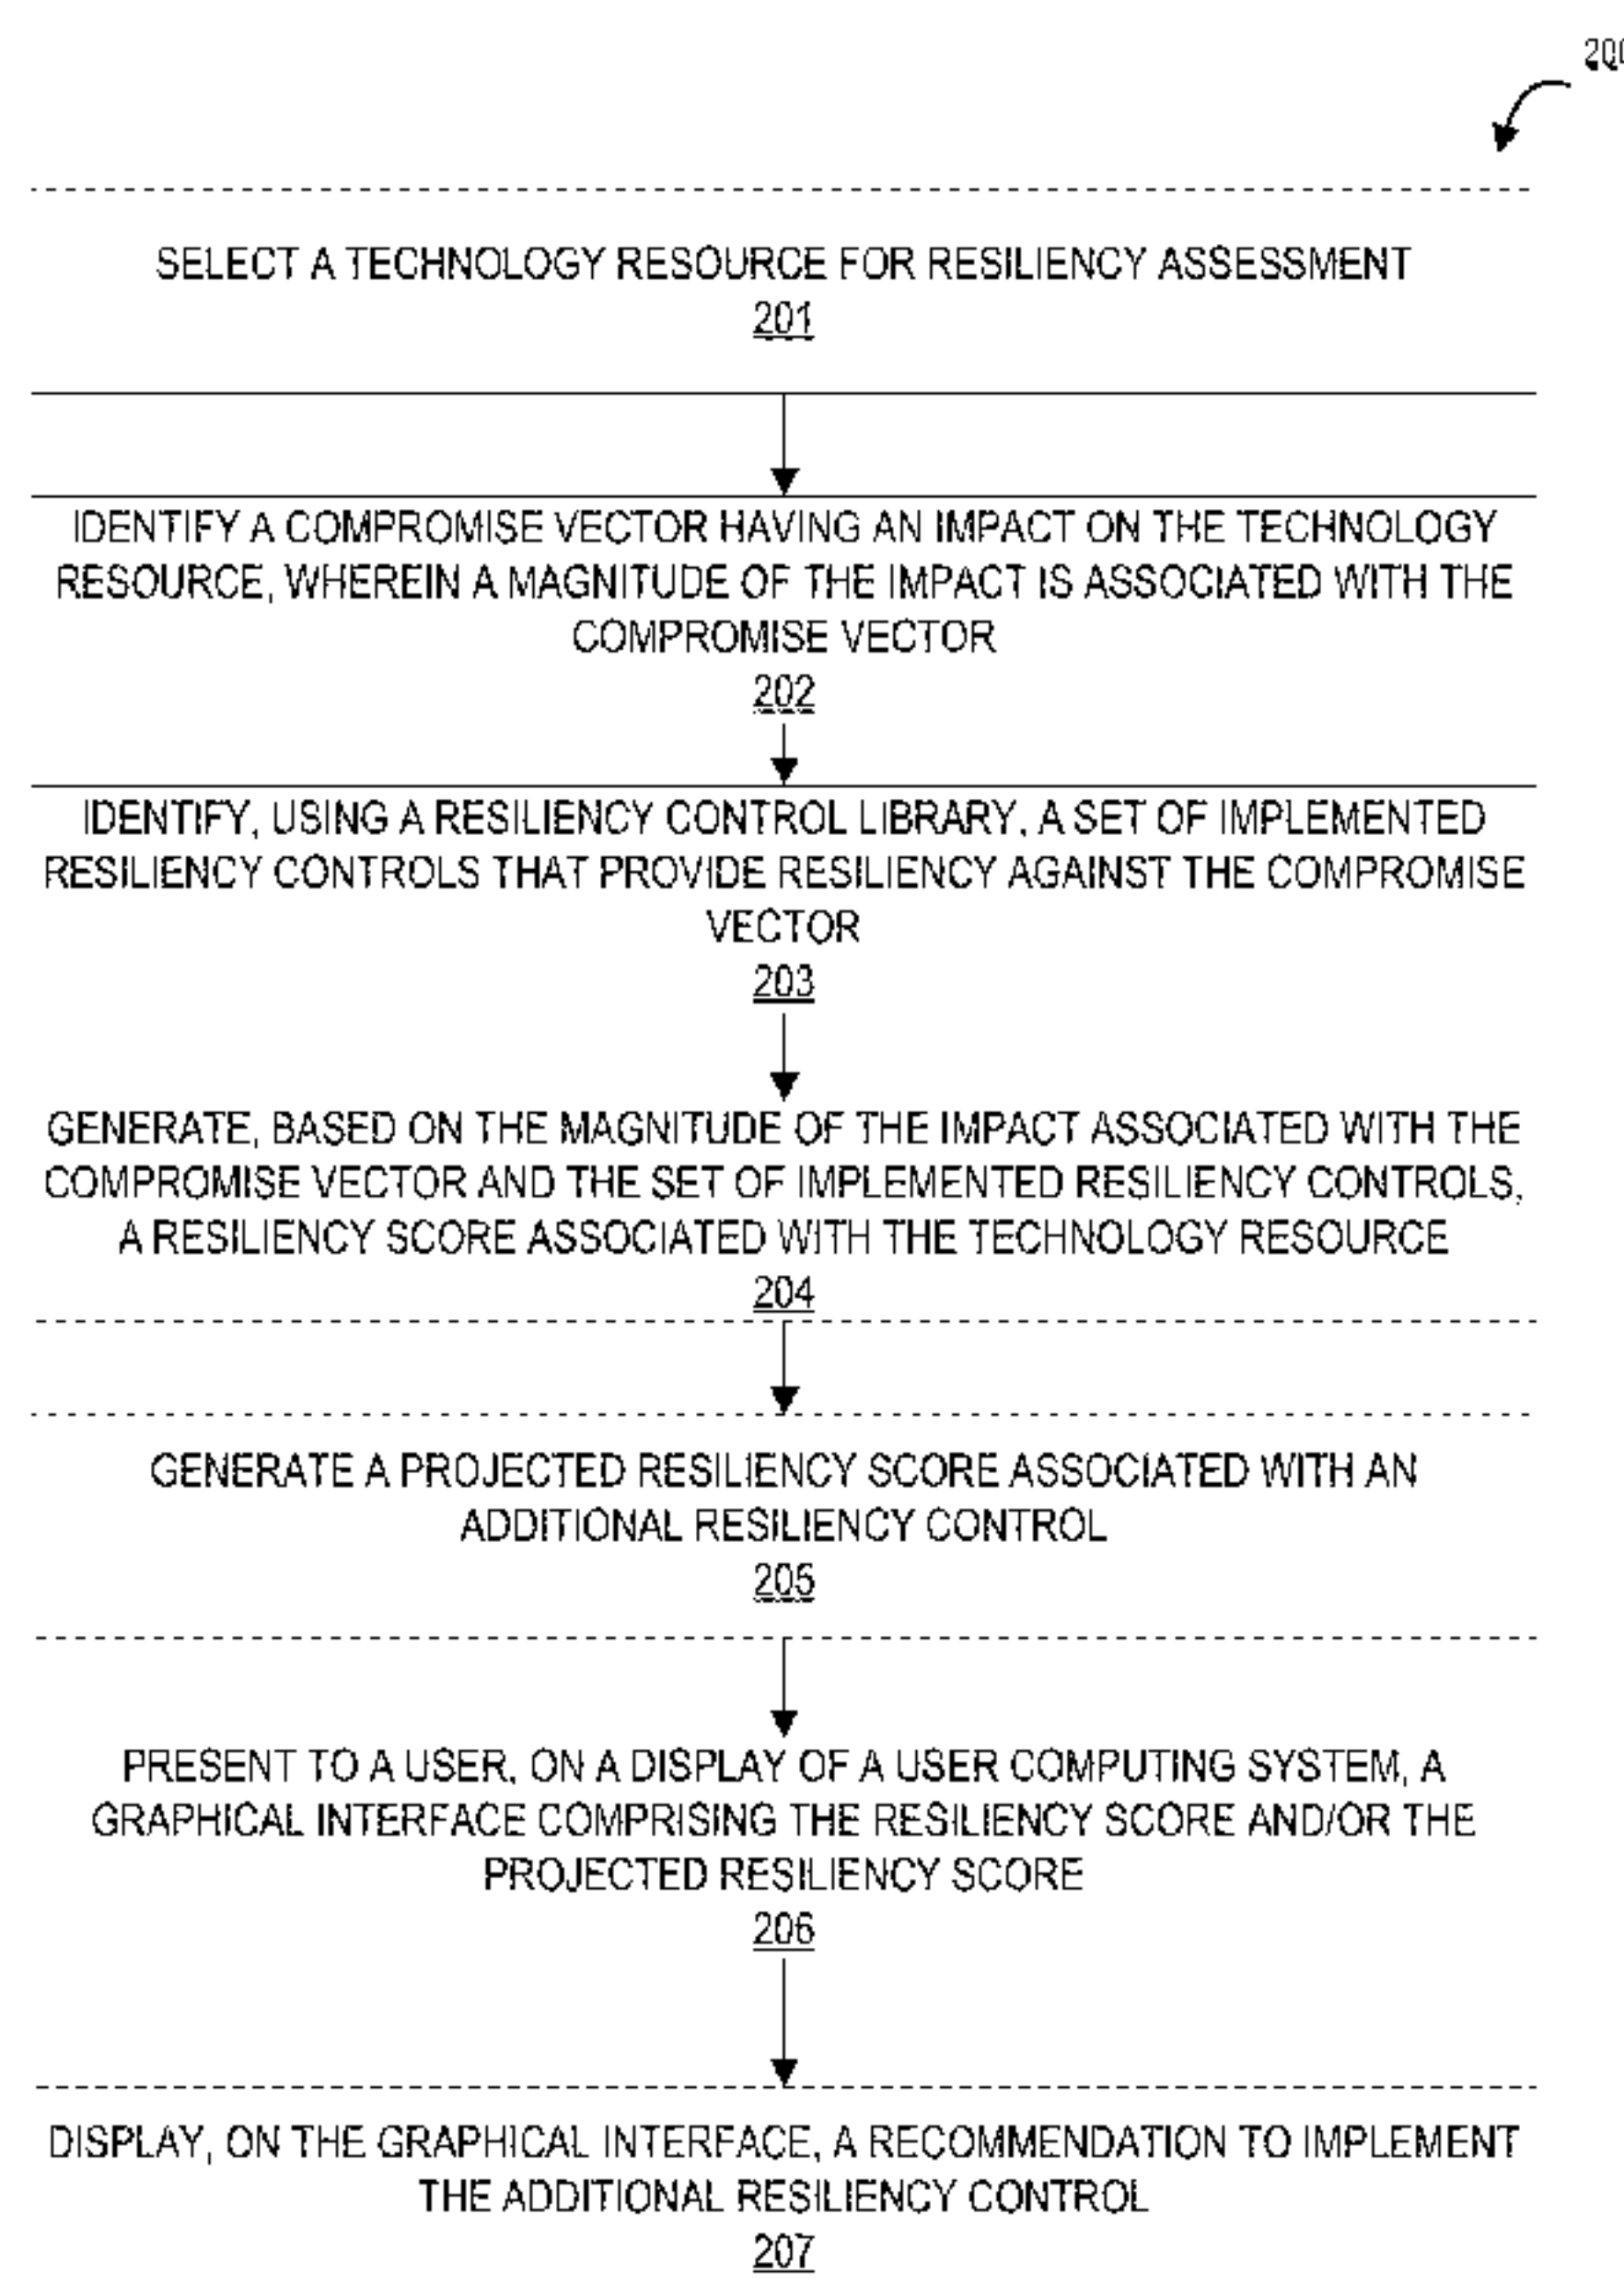 200
SELECT A TECHNOLOGY RESOURCE FOR RESILIENCY ASSESSMENT
201
IDENTIFY A COMPROMISE VECTOR HAVING AN IMPACT ON THE TECHNOLOGY
RESOURCE, WHEREIN A MAGNITUDE OF THE IMPACT IS ASSOCIATED WITH THE
COMPROMISE VECTOR
202
IDENTIFY, USING A RESILIENCY CONTROL LIBRARY, A SET OF IMPLEMENTED
RESILIENCY CONTROLS THAT PROVIDE RESILIENCY AGAINST THE COMPROMISE
VECTOR
203
GENERATE, BASED ON THE MAGNITUDE OF THE IMPACT ASSOCIATED WITH THE
COMPROMISE VECTOR AND THE SET OF IMPLEMENTED RESILIENCY CONTROLS,
A RESILIENCY SCORE ASSOCIATED WITH THE TECHNOLOGY RESOURCE
204
GENERATE A PROJECTED RESILIENCY SCORE ASSOCIATED WITH AN
ADDITIONAL RESILIENCY CONTROL
205
PRESENT TO A USER, ON A DISPLAY OF A USER COMPUTING SYSTEM, A
GRAPHICAL INTERFACE COMPRISING THE RESILIENCY SCORE AND/OR THE
PROJECTED RESILIENCY SCORE
206
DISPLAY, ON THE GRAPHICAL INTERFACE, A RECOMMENDATION TO IMPLEMENT
THE ADDITIONAL RESILIENCY CONTROL
207